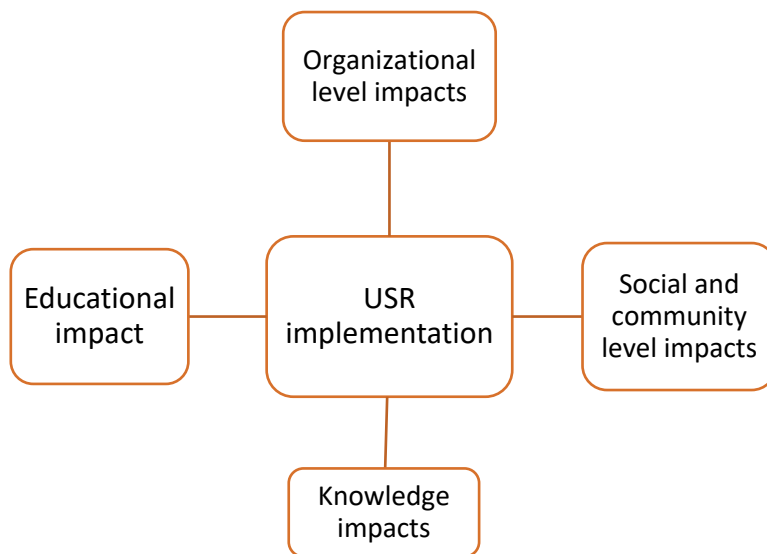 Organizational
level impacts
Educational
impact
USR
implementation
Social and
community
level impacts
Knowledge
impacts